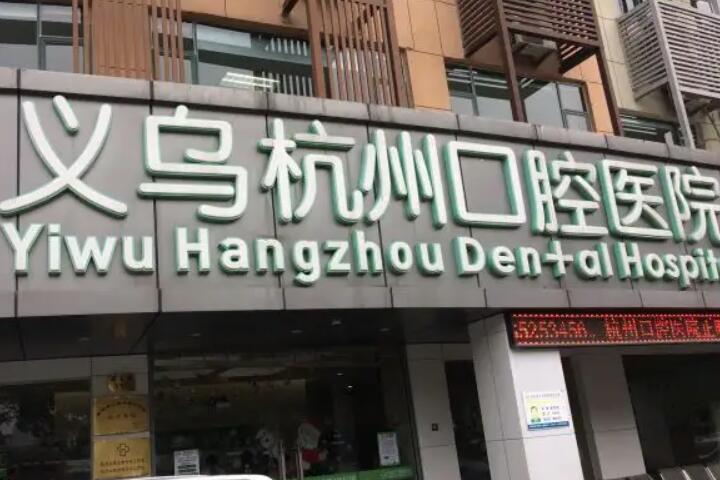 义乌杭州口腔医院
Yiwu Hangzhou Dental Hospit
5253456.. 杭州口腔医院正